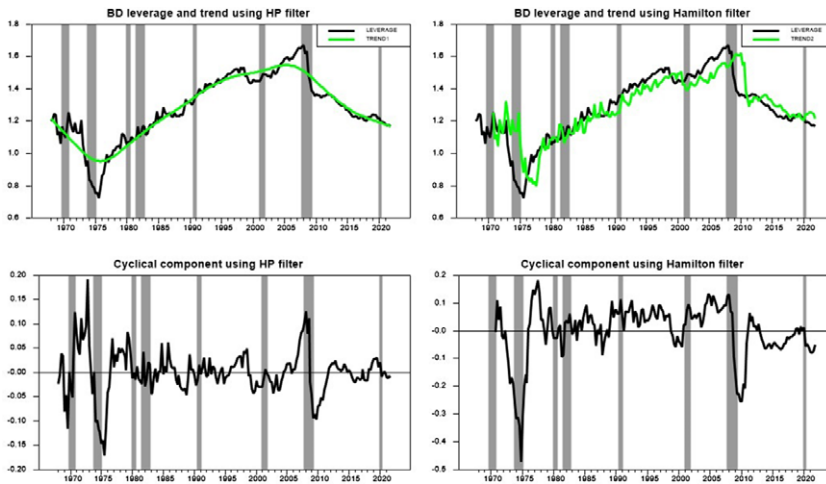 BD leverage and trend using HP filter
LEVERAGE
TREND1
1.8
1.6
1.4
1.2
1.0
0.8
0.6
1970 1975 1980 1985 1990 1995 2000 2005 2010 2015 2020
BD leverage and trend using Hamilton filter
LEVERAGE
TREND2
1.8
1.6
1.4
1.2
1.0
0.8
0.6
1970 1975 1980 1985 1990 1995 2000 2005 2010 2015 2020
Cyclical component using HP filter
0.20
0.15
0.10
0.05
-0.00
-0.05
-0.10
-0.15
-0.20
1970 1975 1980 1985 1990 1995 2000 2005 2010 2015 2020
Cyclical component using Hamilton filter
0.2
0.1
-0.0
-0.1
-0.2
-0.3
-0.4
-0.5
1970 1975 1980 1985 1990 1995 2000 2005 2010 2015 2020